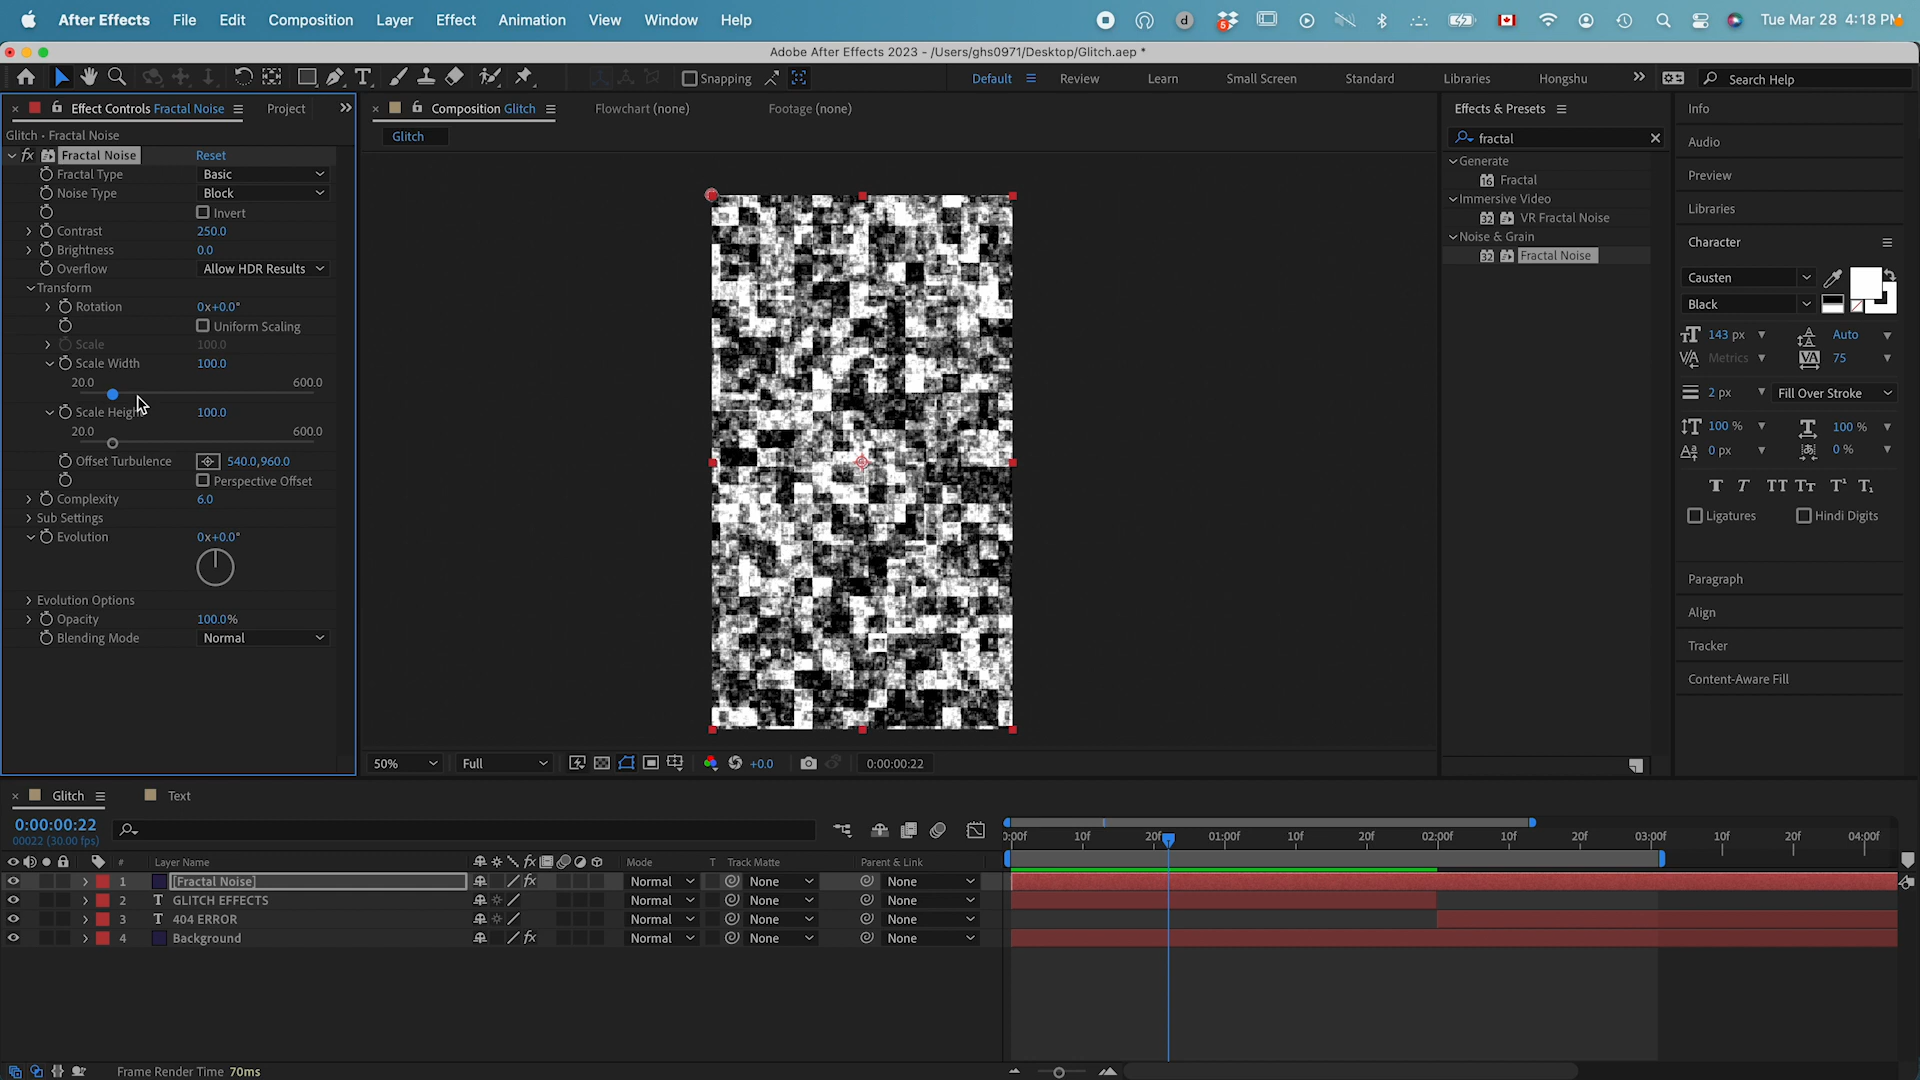 After Effects File Edit Composition Layer Effect Animation View Window Help Tue Mar 28 4:18 PM
Adobe After Effects 2023 - /Users/ghs0971/Desktop/Glitch.aep *
Snapping Default Review Learn Small Screen Standard Libraries Hongshu Search Help
Effect Controls Fractal Noise Project
Glitch • Fractal Noise
fx Fractal Noise Reset
Fractal Type Basic
Noise Type Block
Invert
Contrast 250.0
Brightness 0.0
Overflow Allow HDR Results
Transform
Rotation 0x+0.0°
Uniform Scaling
Scale 100.0
Scale Width 100.0
20.0 600.0
Scale Height 100.0
20.0 600.0
Offset Turbulence 540.0,960.0
Perspective Offset
Complexity 6.0
Sub Settings
Evolution 0x+0.0°
Evolution Options
Opacity 100.0%
Blending Mode Normal
Composition Glitch Flowchart (none) Footage (none)
Glitch
50% Full +0.0 0:00:00:22
Effects & Presets
fractal
Generate
16 Fractal
Immersive Video
32 VR Fractal Noise
Noise & Grain
32 Fractal Noise
Info
Audio
Preview
Libraries
Character
Causten
Black
143 px Auto
Metrics 75
2 px Fill Over Stroke
100 % 100 %
0 px 0 %
Ligatures Hindi Digits
Paragraph
Align
Tracker
Content-Aware Fill
Glitch Text
0:00:00:22
00022 (30.00 fps)
0:00f 10f 20f 01:00f 10f 20f 02:00f 10f 20f 03:00f 10f 20f 04:00f
# Layer Name fx Mode T Track Matte Parent & Link
1 [Fractal Noise] fx Normal None None
2 T GLITCH EFFECTS Normal None None
3 T 404 ERROR Normal None None
4 Background fx Normal None None
Frame Render Time 70ms